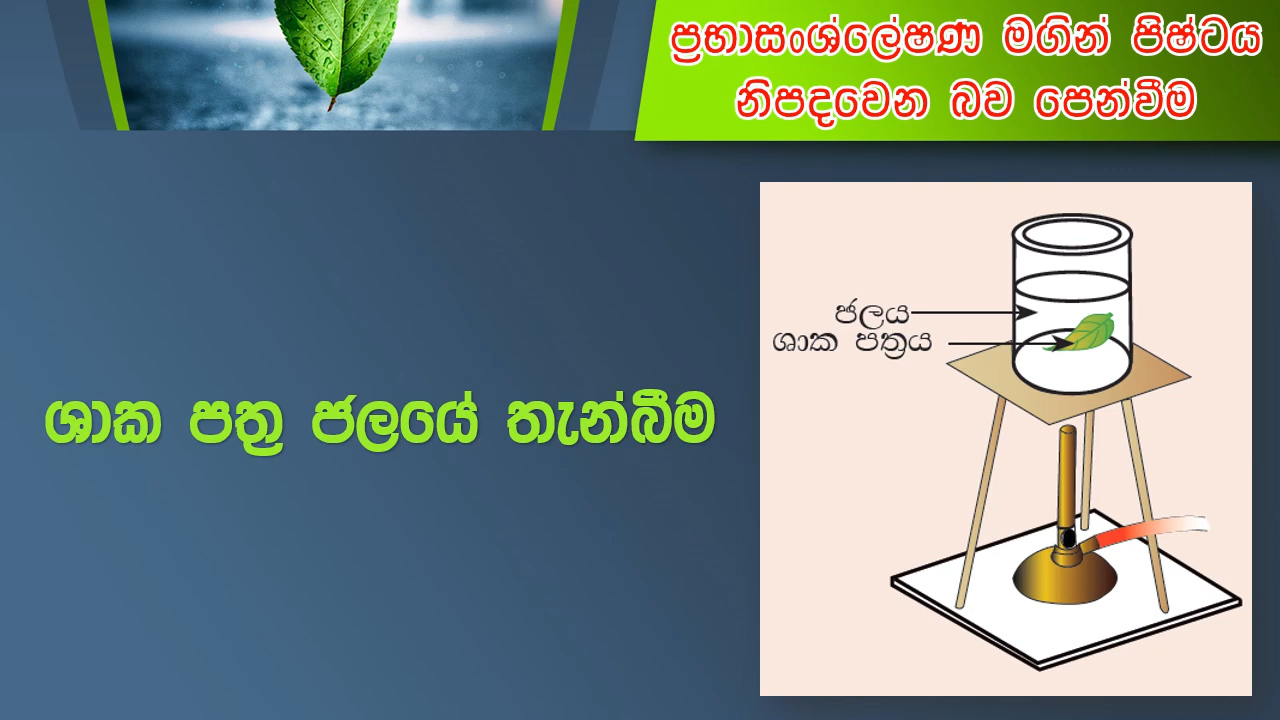 ප්‍රභාසංශ්ලේෂණ මගින් පිෂ්ටය
නිපදවෙන බව පෙන්වීම
ජලය
ශාක පත්‍රය
ශාක පත්‍ර ජලයේ තැන්බීම